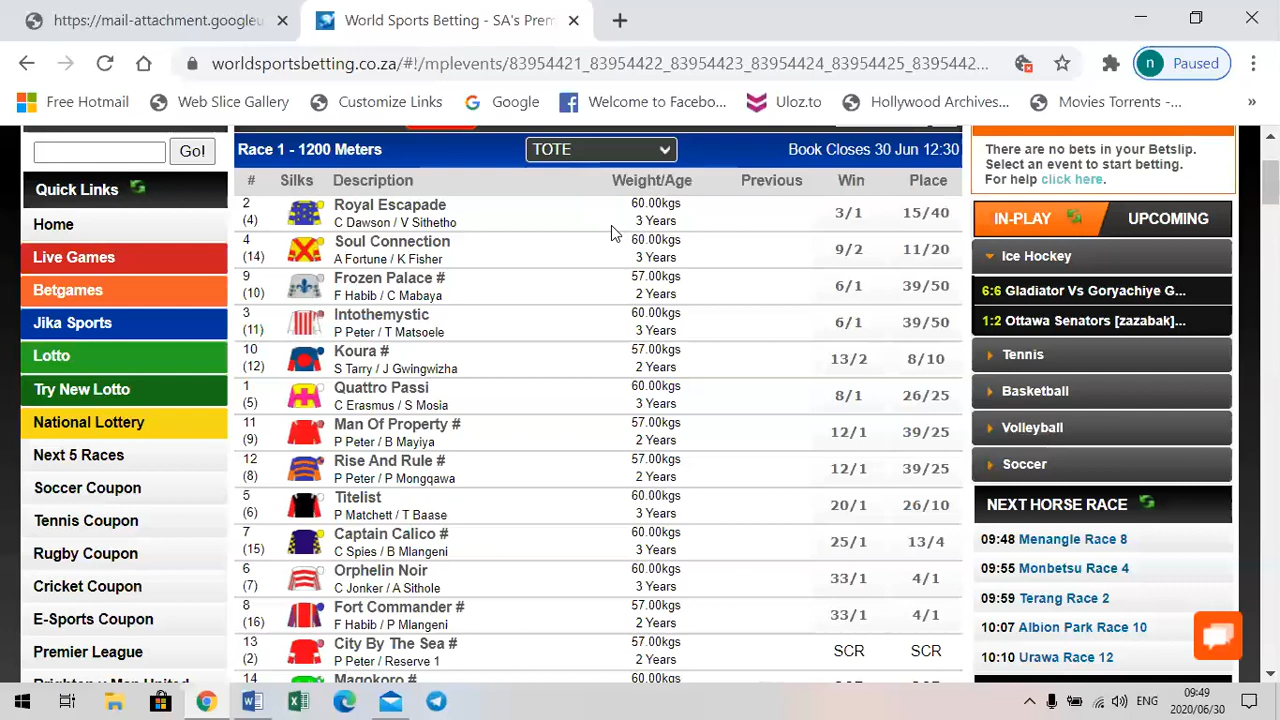 https://mail-attachment.googleu
World Sports Betting - SA's Prem
worldsportsbetting.co.za/#!/mplevents/83954421_83954422_83954423_83954424_83954425_8395442...
n Paused
Free Hotmail
Web Slice Gallery
Customize Links
Google
Welcome to Facebo...
Uloz.to
Hollywood Archives...
Movies Torrents -...
»
Go!
Quick Links
Home
Live Games
Betgames
Jika Sports
Lotto
Try New Lotto
National Lottery
Next 5 Races
Soccer Coupon
Tennis Coupon
Rugby Coupon
Cricket Coupon
E-Sports Coupon
Premier League
Brighton v Man United
Race 1 - 1200 Meters TOTE Book Closes 30 Jun 12:30
# Silks Description Weight/Age Previous Win Place
2 Royal Escapade 60.00kgs 3/1 15/40
(4) C Dawson / V Sithetho 3 Years
4 Soul Connection 60.00kgs 9/2 11/20
(14) A Fortune / K Fisher 3 Years
9 Frozen Palace # 57.00kgs 6/1 39/50
(10) F Habib / C Mabaya 2 Years
3 Intothemystic 60.00kgs 6/1 39/50
(11) P Peter / T Matsoele 3 Years
10 Koura # 57.00kgs 13/2 8/10
(12) S Tarry / J Gwingwizha 2 Years
1 Quattro Passi 60.00kgs 8/1 26/25
(5) C Erasmus / S Mosia 3 Years
11 Man Of Property # 57.00kgs 12/1 39/25
(9) P Peter / B Mayiya 2 Years
12 Rise And Rule # 57.00kgs 12/1 39/25
(8) P Peter / P Mongqawa 2 Years
5 Titelist 60.00kgs 20/1 26/10
(6) P Matchett / T Baase 3 Years
7 Captain Calico # 60.00kgs 25/1 13/4
(15) C Spies / B Mlangeni 3 Years
6 Orphelin Noir 60.00kgs 33/1 4/1
(7) C Jonker / A Sithole 3 Years
8 Fort Commander # 57.00kgs 33/1 4/1
(16) F Habib / P Mlangeni 2 Years
13 City By The Sea # 57.00kgs SCR SCR
(2) P Peter / Reserve 1 2 Years
14 Magokoro # 60.00kgs
There are no bets in your Betslip.
Select an event to start betting.
For help click here.
IN-PLAY UPCOMING
Ice Hockey
6:6 Gladiator Vs Goryachiye G...
1:2 Ottawa Senators [zazabak]...
Tennis
Basketball
Volleyball
Soccer
NEXT HORSE RACE
09:48 Menangle Race 8
09:55 Monbetsu Race 4
09:59 Terang Race 2
10:07 Albion Park Race 10
10:10 Urawa Race 12
ENG
09:49
2020/06/30